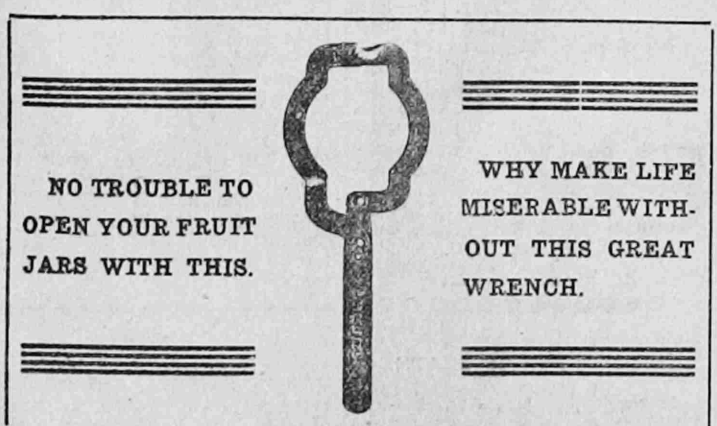 NO TROUBLE TO
OPEN YOUR FRUIT
JARS WITH THIS.
WHY MAKE LIFE
MISERABLE WITH-
OUT THIS GREAT
WRENCH.